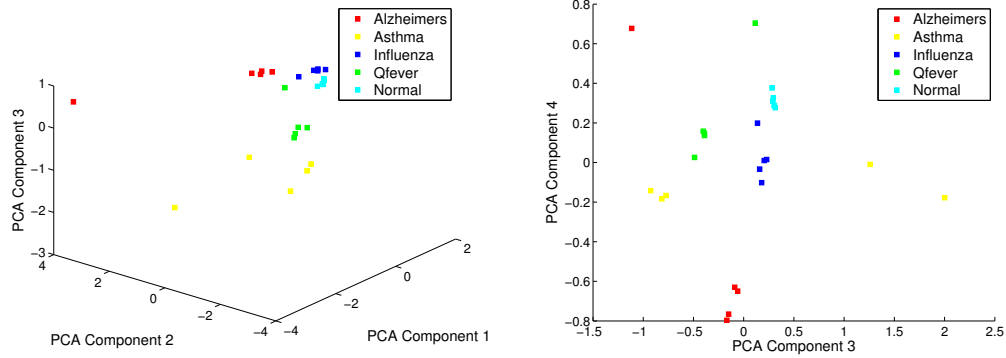 Alzheimers
Asthma
Influenza
Qfever
Normal
PCA Component 3
1
0
−1
−2
−3
4
2
0
−2
−4
PCA Component 2
−4
−2
0
2
PCA Component 1
Alzheimers
Asthma
Influenza
Qfever
Normal
PCA Component 4
0.8
0.6
0.4
0.2
0
−0.2
−0.4
−0.6
−0.8
−1.5
−1
−0.5
0
0.5
1
1.5
2
2.5
PCA Component 3